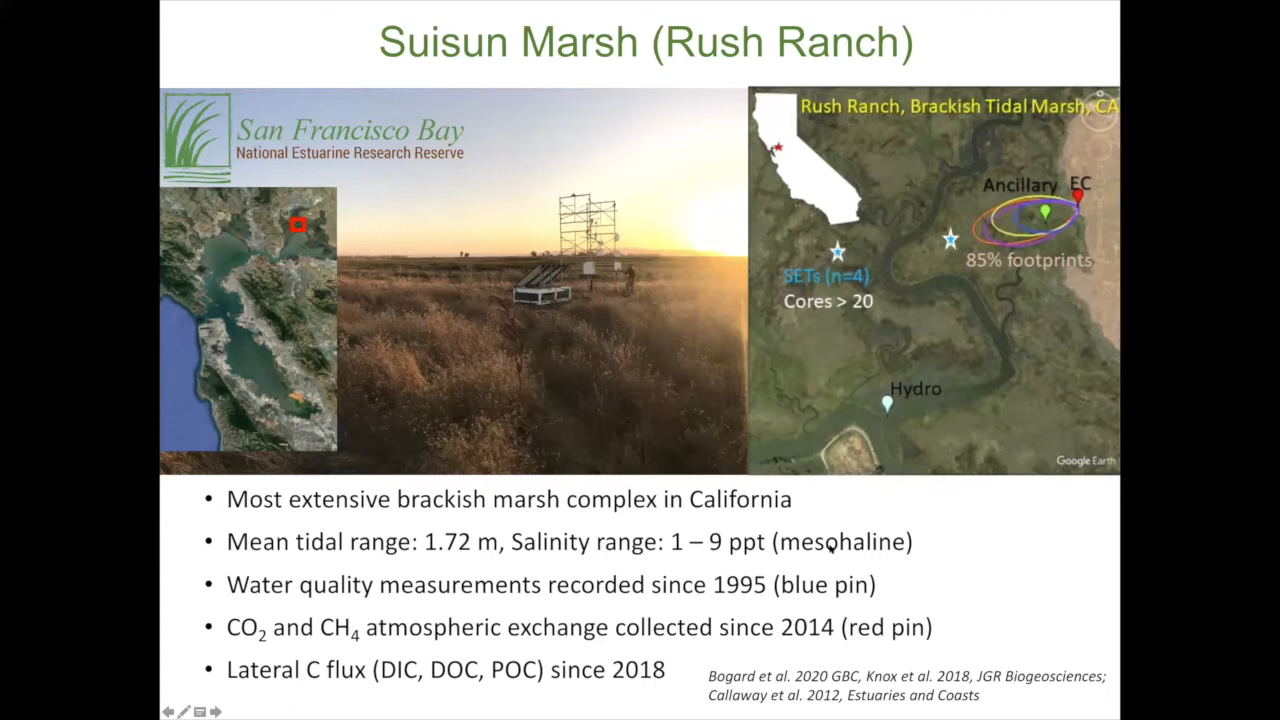 Suisun Marsh (Rush Ranch)
San Francisco Bay
National Estuarine Research Reserve
Rush Ranch, Brackish Tidal Marsh, CA
Ancillary EC
85% footprints
SETs (n=4)
Cores > 20
Hydro
Google Earth
• Most extensive brackish marsh complex in California
• Mean tidal range: 1.72 m, Salinity range: 1 – 9 ppt (mesohaline)
• Water quality measurements recorded since 1995 (blue pin)
• CO₂ and CH₄ atmospheric exchange collected since 2014 (red pin)
• Lateral C flux (DIC, DOC, POC) since 2018
Bogard et al. 2020 GBC, Knox et al. 2018, JGR Biogeosciences;
Callaway et al. 2012, Estuaries and Coasts